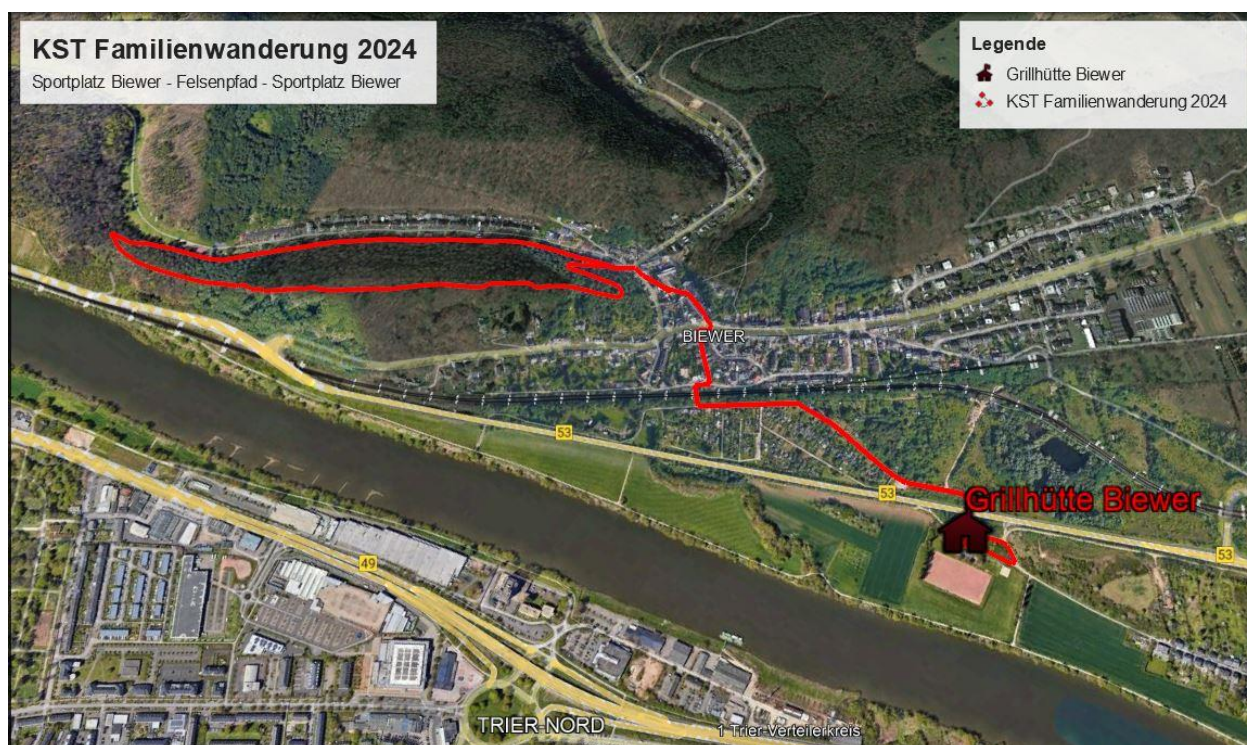 KST Familienwanderung 2024
Sportplatz Biewer - Felsenpfad - Sportplatz Biewer
Legende
Grillhütte Biewer
KST Familienwanderung 2024
BIEWER
53
53
Grillhütte Biewer
53
49
TRIER-NORD
1 Trier-Verteilerkreis